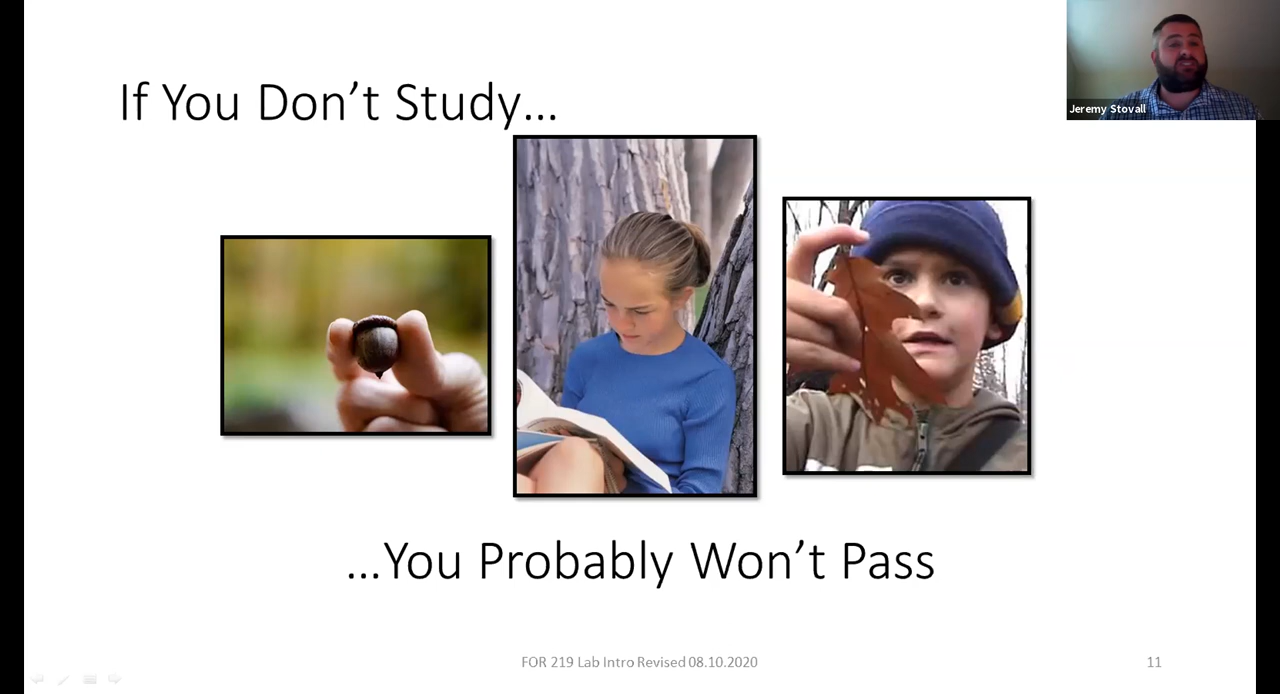 If You Don’t Study…
Jeremy Stovall
…You Probably Won’t Pass
FOR 219 Lab Intro Revised 08.10.2020
11